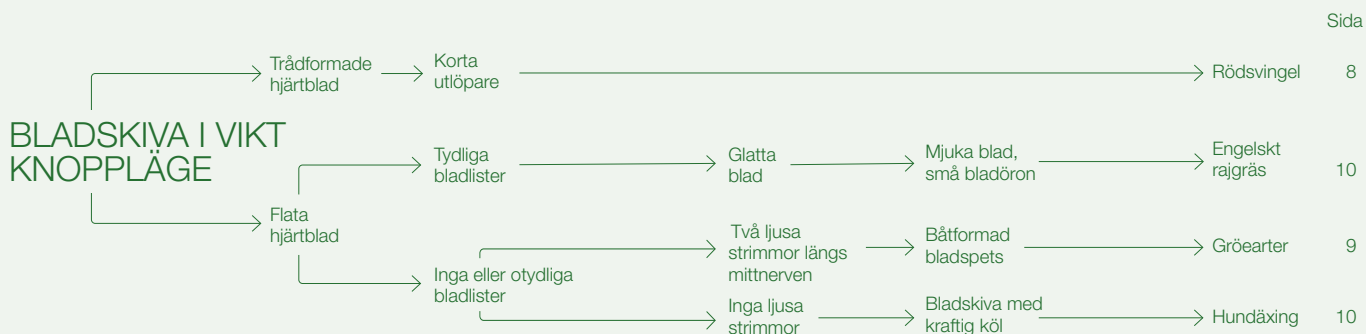 Sida
Trådformade
hjärtblad
Korta
utlöpare
Rödsvingel
8
BLADSKIVA I VIKT
KNOPPLÄGE
Flata
hjärtblad
Tydliga
bladlister
Glatta
blad
Mjuka blad,
små bladöron
Engelskt
rajgräs
10
Inga eller otydliga
bladlister
Två ljusa
strimmor längs
mittnerven
Båtformad
bladspets
Gröearter
9
Inga ljusa
strimmor
Bladskiva med
kraftig köl
Hundäxing
10